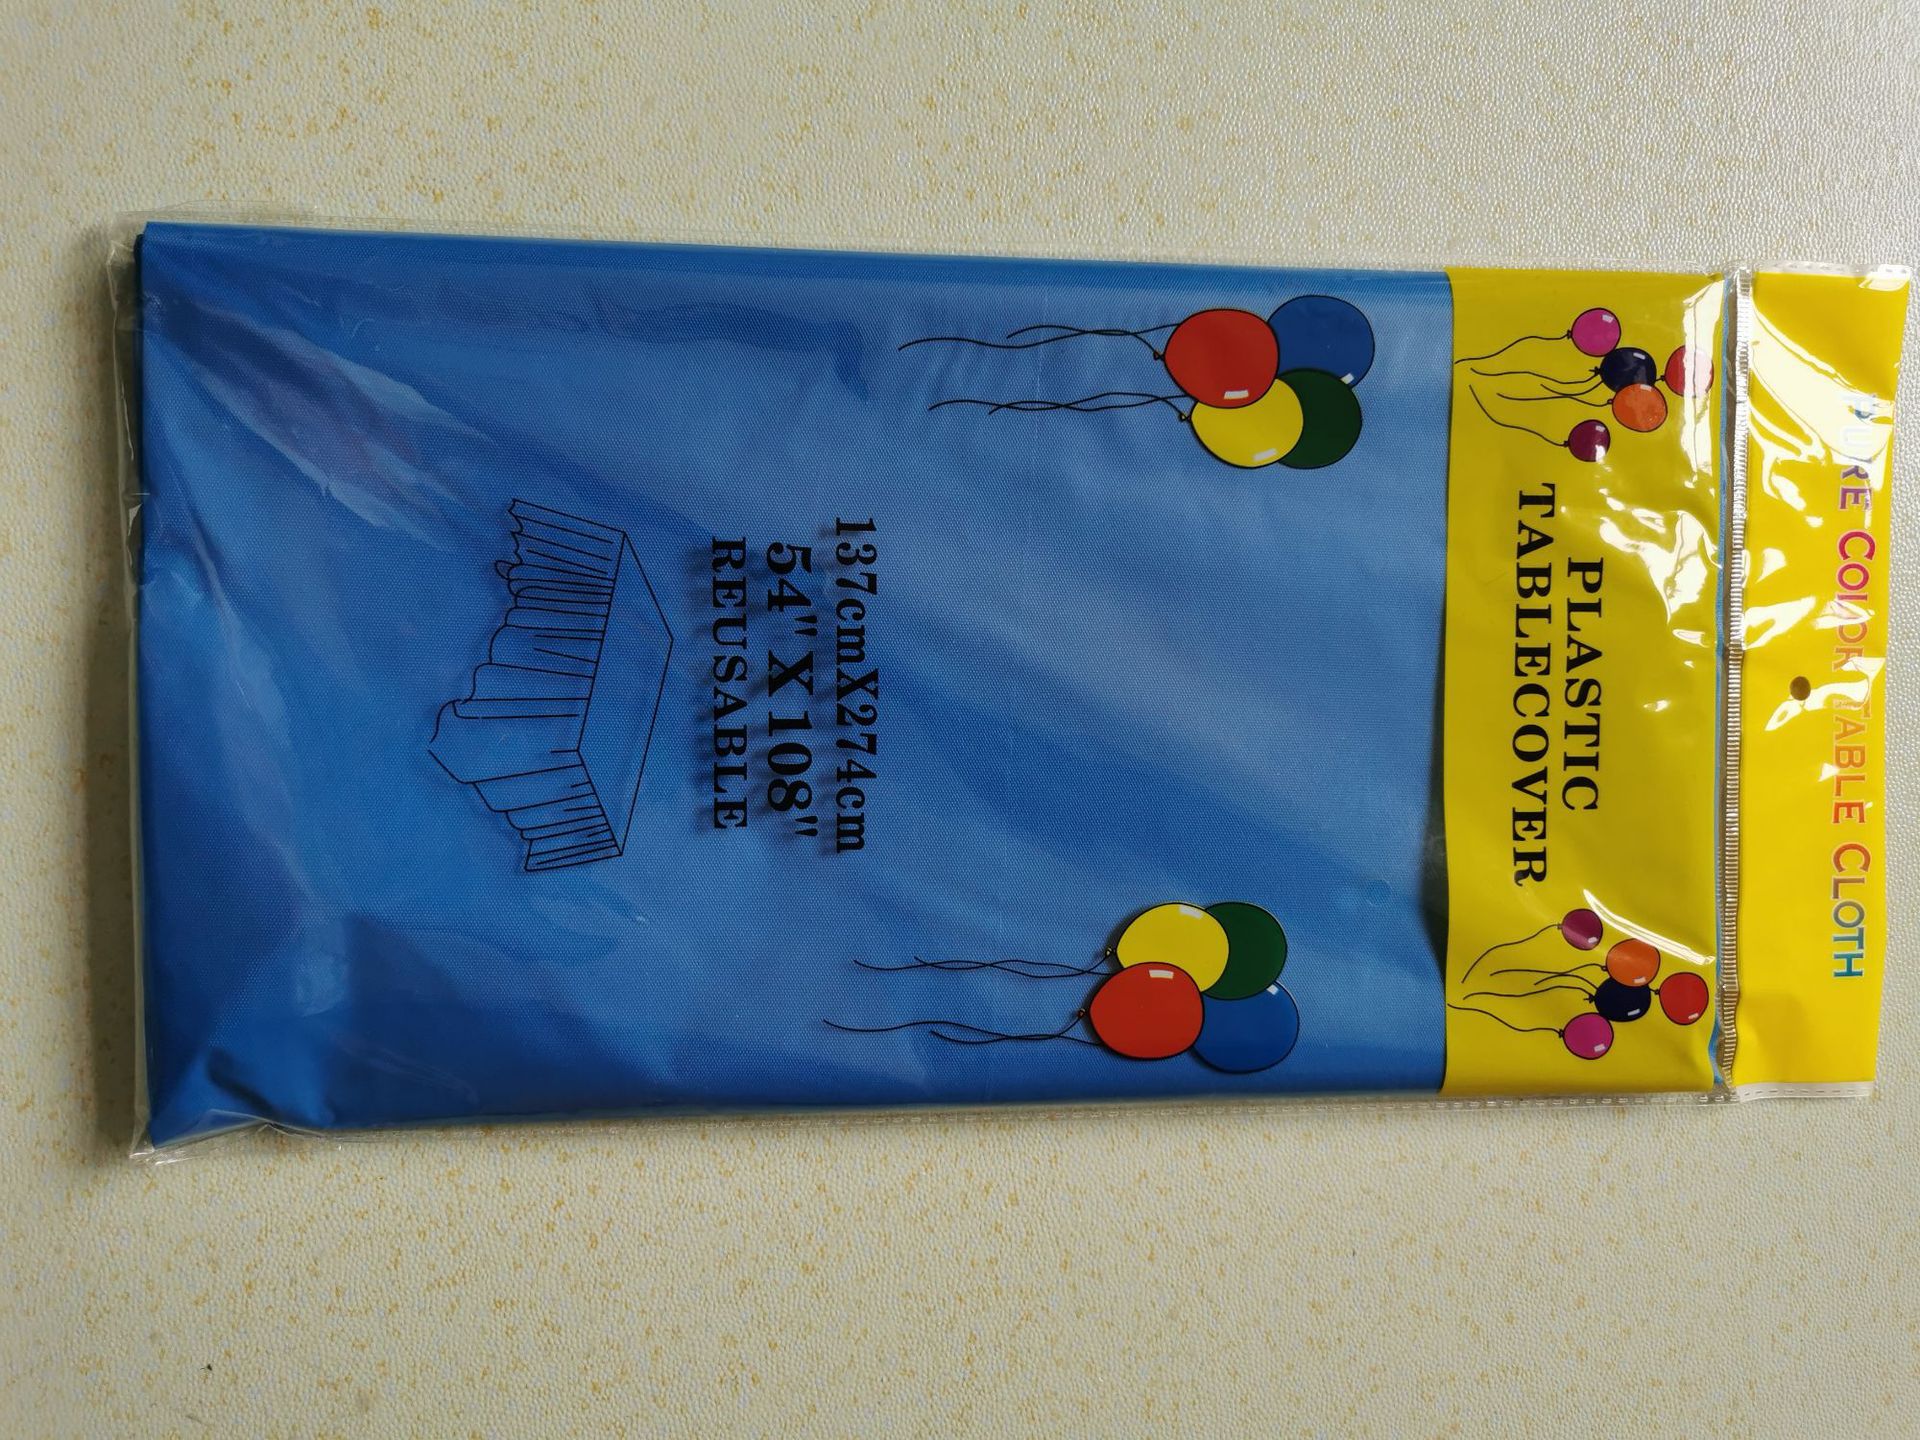 PURE COLOR TABLE CLOTH
PLASTIC
TABLECOVER
137cmX274cm
54" X 108"
REUSABLE